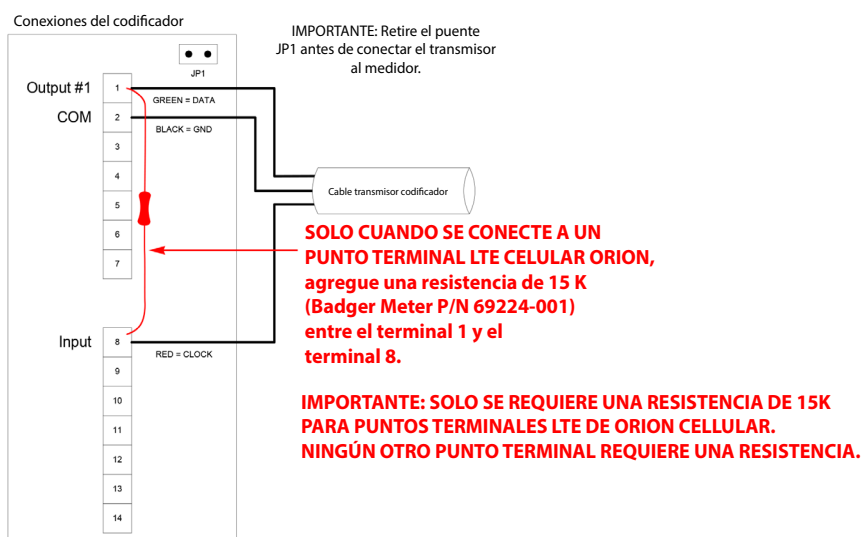 Conexiones del codificador
IMPORTANTE: Retire el puente
JP1 antes de conectar el transmisor
al medidor.
JP1
Output #1
1
GREEN = DATA
COM
2
BLACK = GND
3
4
5
6
7
Cable transmisor codificador
SOLO CUANDO SE CONECTE A UN
PUNTO TERMINAL LTE CELULAR ORION,
agregue una resistencia de 15 K
(Badger Meter P/N 69224-001)
entre el terminal 1 y el
terminal 8.
Input
8
RED = CLOCK
9
10
11
12
13
14
IMPORTANTE: SOLO SE REQUIERE UNA RESISTENCIA DE 15K
PARA PUNTOS TERMINALES LTE DE ORION CELLULAR.
NINGÚN OTRO PUNTO TERMINAL REQUIERE UNA RESISTENCIA.